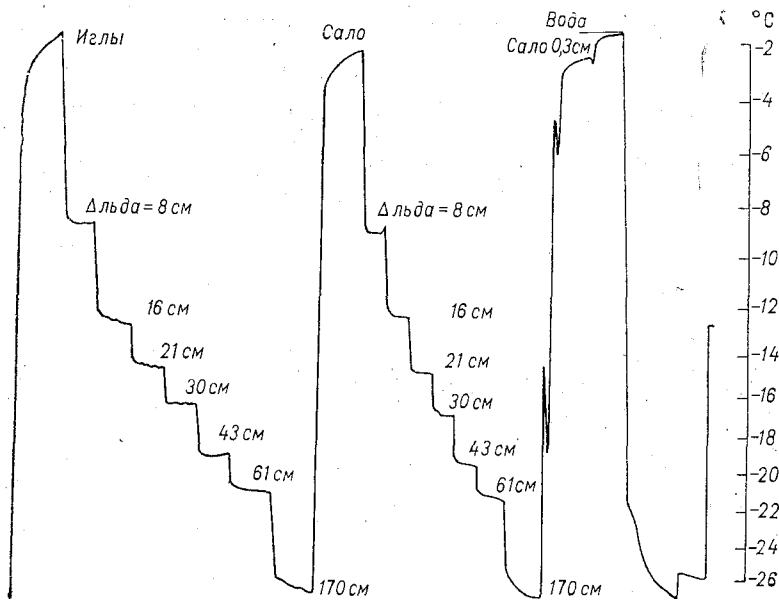 Иглы
Δ льда = 8 см
16 см
21 см
30 см
43 см
61 см
170 см
Сало
Δ льда = 8 см
16 см
21 см
30 см
43 см
61 см
170 см
Вода
Сало 0,3см
°C
-2
-4
-6
-8
-10
-12
-14
-16
-18
-20
-22
-24
-26